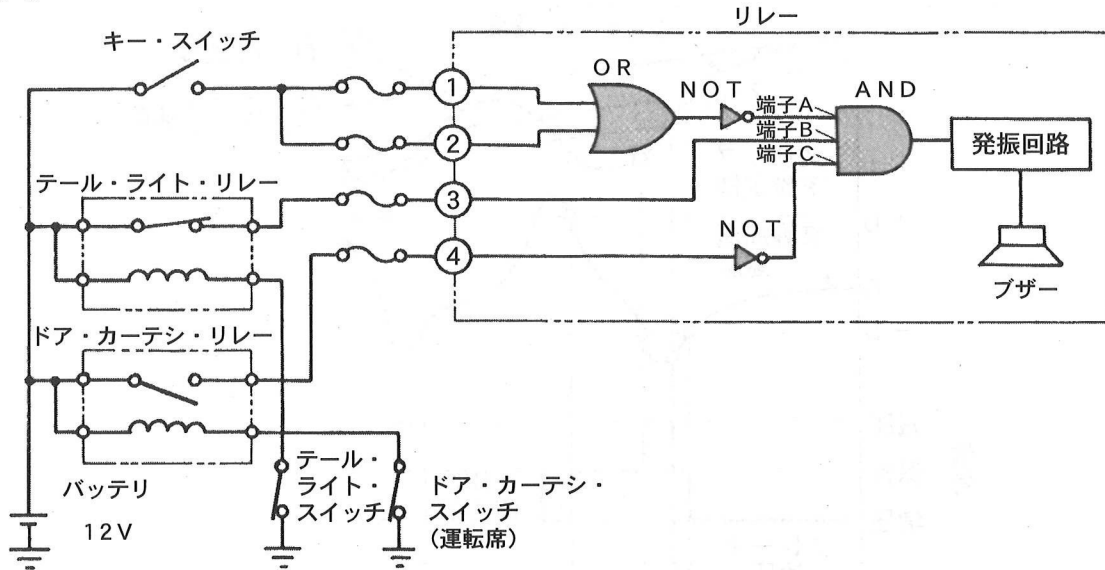 リレー
キー・スイッチ
OR
NOT
AND
端子A
端子B
端子C
①
②
③
④
発振回路
テール・ライト・リレー
NOT
ブザー
ドア・カーテシ・リレー
バッテリ
12V
テール・
ライト・
スイッチ
ドア・カーテシ・
スイッチ
(運転席)